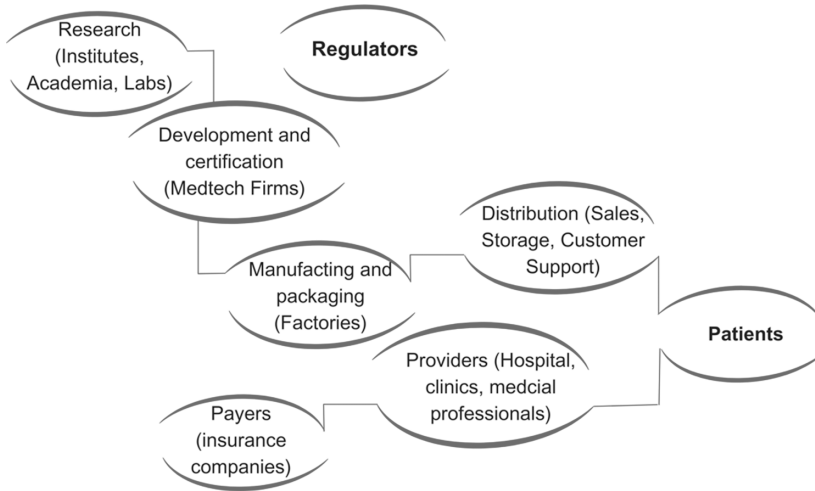 Research
(Institutes,
Academia, Labs)
Regulators
Development and
certification
(Medtech Firms)
Distribution (Sales,
Storage, Customer
Support)
Manufacting and
packaging
(Factories)
Patients
Providers (Hospital,
clinics, medcial
professionals)
Payers
(insurance
companies)